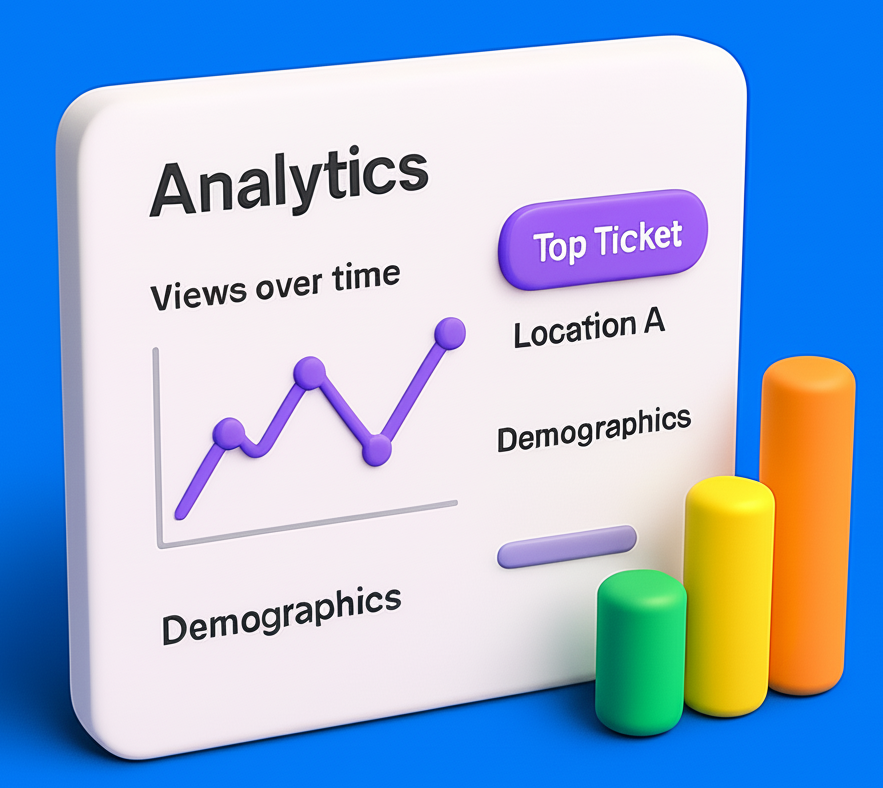 Analytics
Views over time
Demographics
Top Ticket
Location A
Demographics